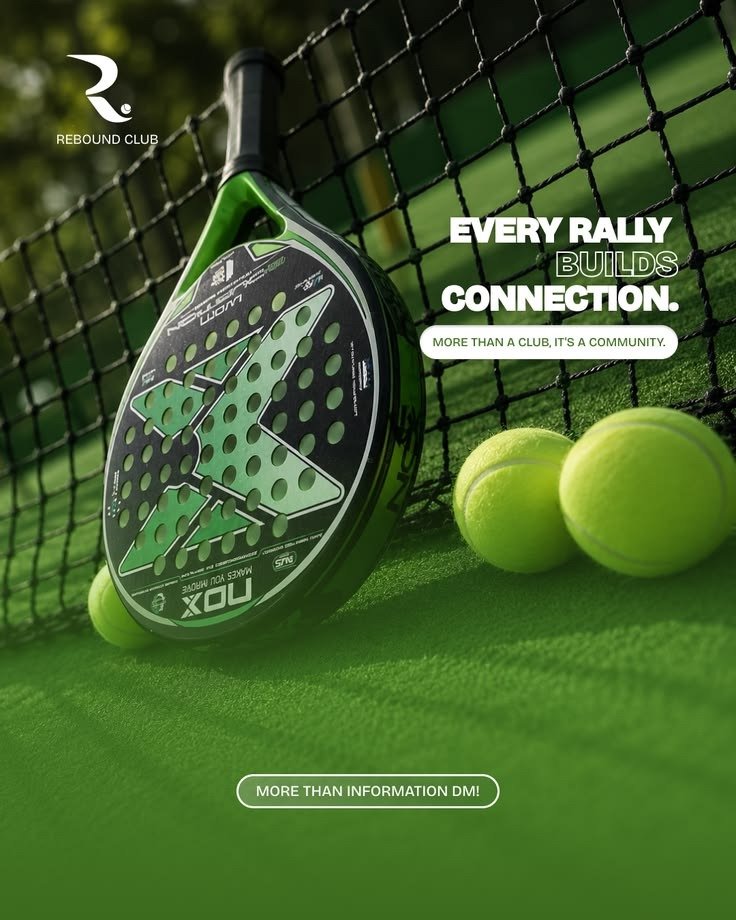 REBOUND CLUB
EVERY RALLY
BUILDS
CONNECTION.
MORE THAN A CLUB, IT'S A COMMUNITY.
nox
MAKES YOU IMPROVE
MORE THAN INFORMATION DM!